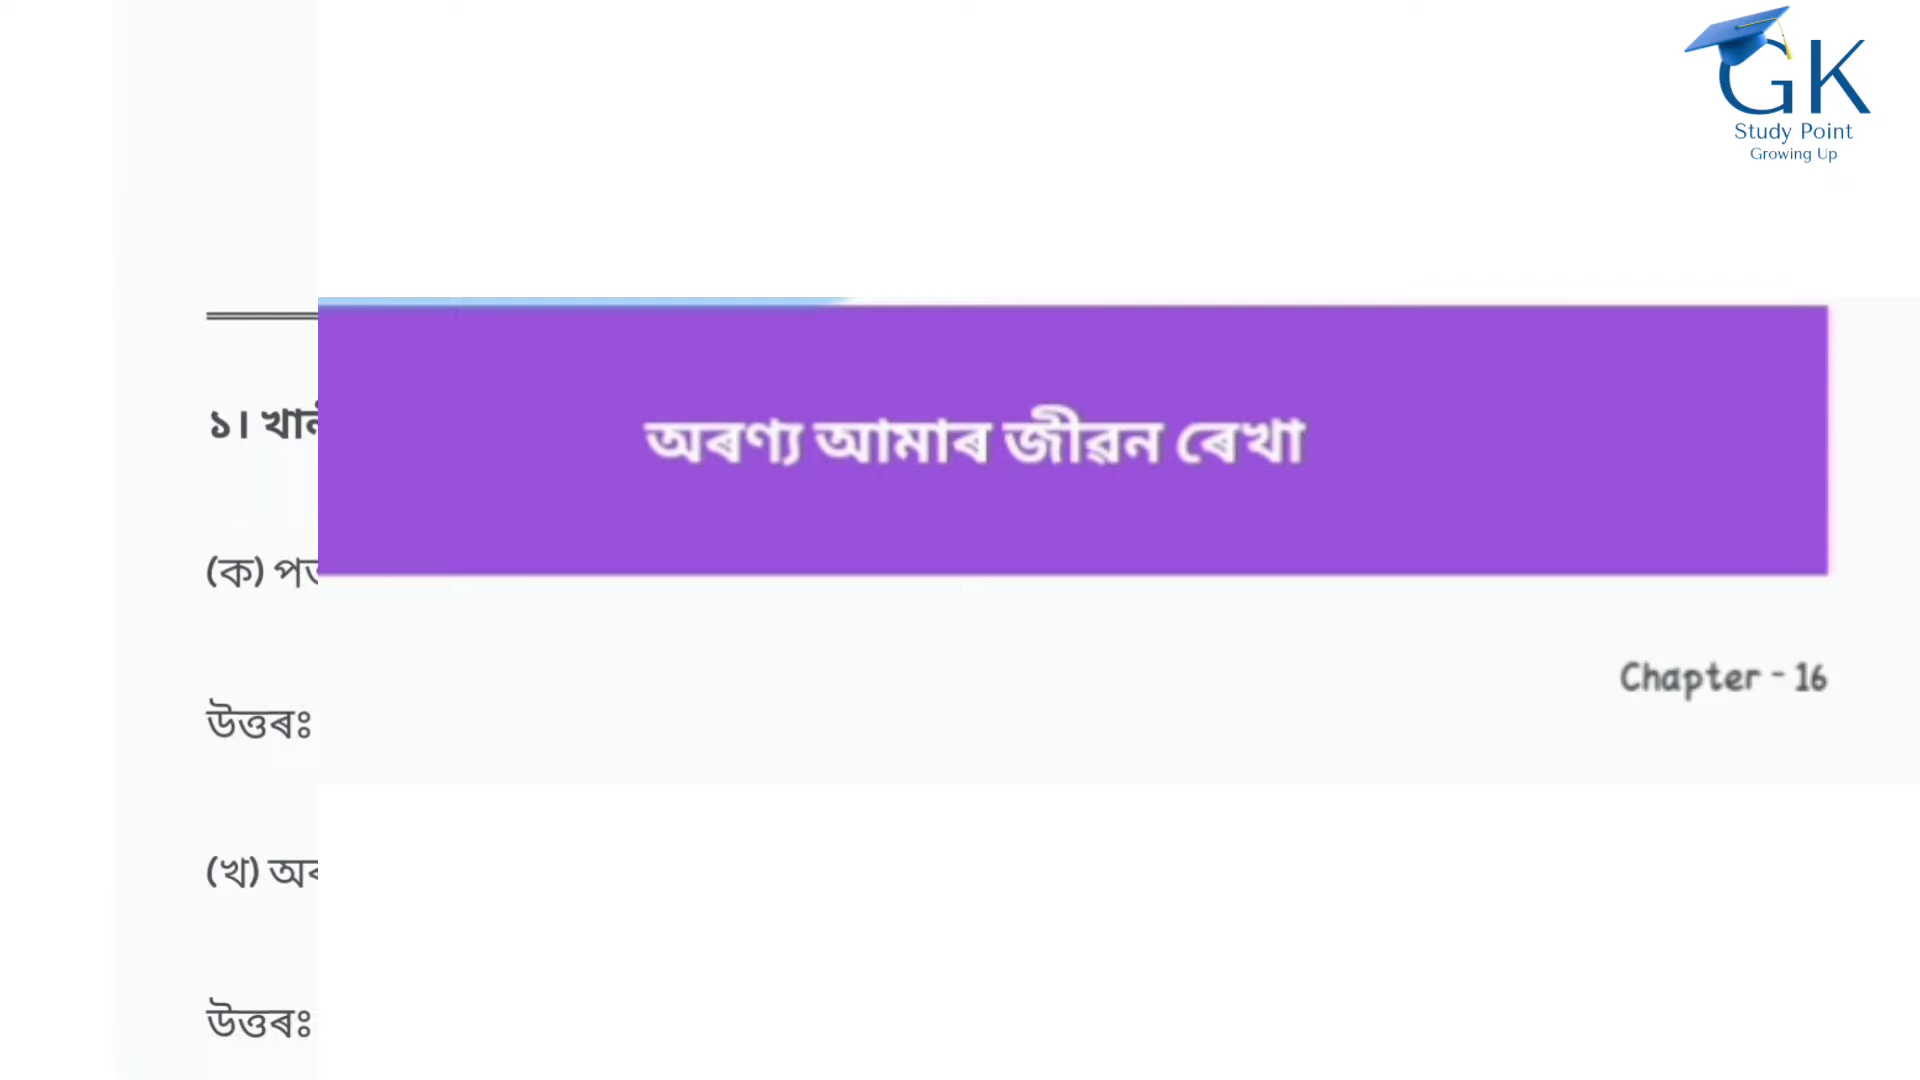 GK
Study Point
Growing Up
অৰণ্য আমাৰ জীৱন ৰেখা
Chapter - 16
১।
(ক)
উত্তৰঃ
(খ)
উত্তৰঃ